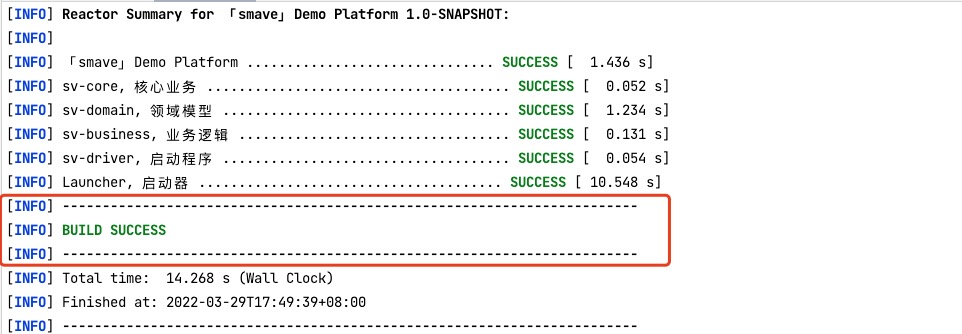 [INFO] Reactor Summary for 「smave」Demo Platform 1.0-SNAPSHOT:
[INFO]
[INFO] 「smave」Demo Platform ............................... SUCCESS [  1.436 s]
[INFO] sv-core, 核心业务 ...................................... SUCCESS [  0.052 s]
[INFO] sv-domain, 领域模型 .................................... SUCCESS [  1.234 s]
[INFO] sv-business, 业务逻辑 .................................. SUCCESS [  0.131 s]
[INFO] sv-driver, 启动程序 .................................... SUCCESS [  0.054 s]
[INFO] Launcher, 启动器 ...................................... SUCCESS [ 10.548 s]
[INFO] ------------------------------------------------------------------------
[INFO] BUILD SUCCESS
[INFO] ------------------------------------------------------------------------
[INFO] Total time:  14.268 s (Wall Clock)
[INFO] Finished at: 2022-03-29T17:49:39+08:00
[INFO] ------------------------------------------------------------------------